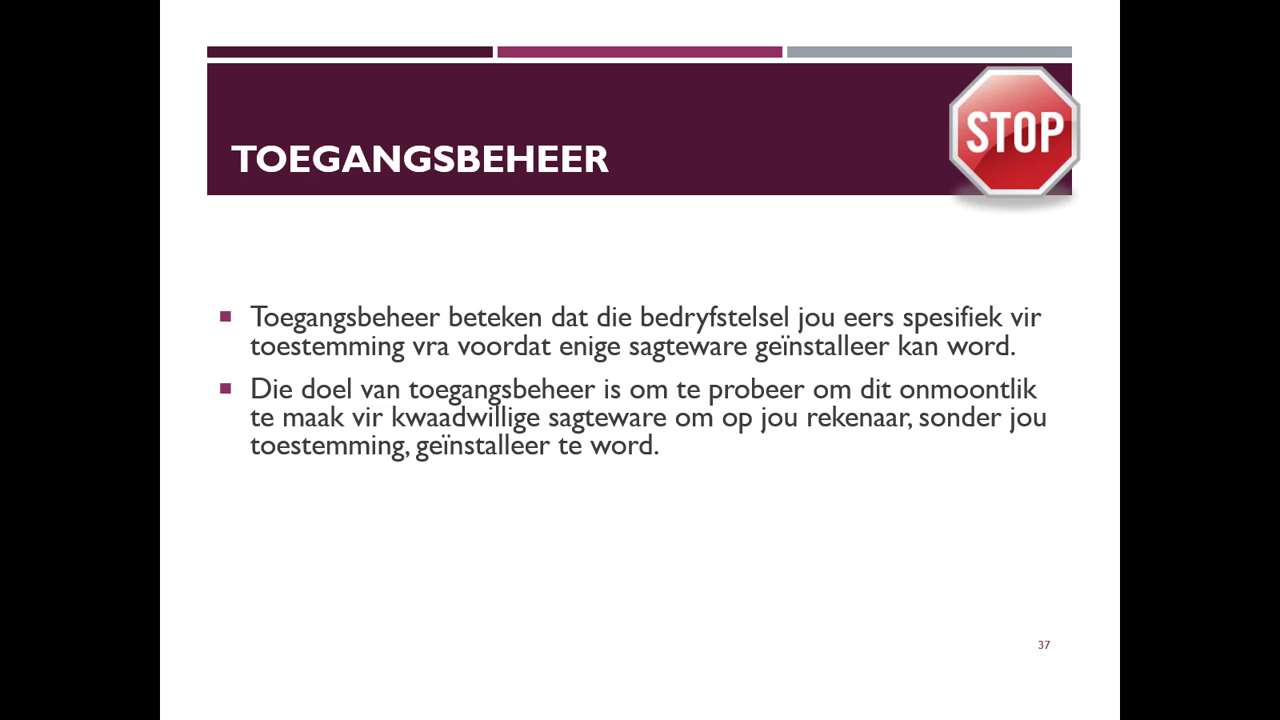 STOP
TOEGANGSBEHEER
Toegangsbeheer beteken dat die bedryfstelsel jou eers spesifiek vir
toestemming vra voordat enige sagteware geïnstalleer kan word.
Die doel van toegangsbeheer is om te probeer om dit onmoontlik
te maak vir kwaadwillige sagteware om op jou rekenaar, sonder jou
toestemming, geïnstalleer te word.
37